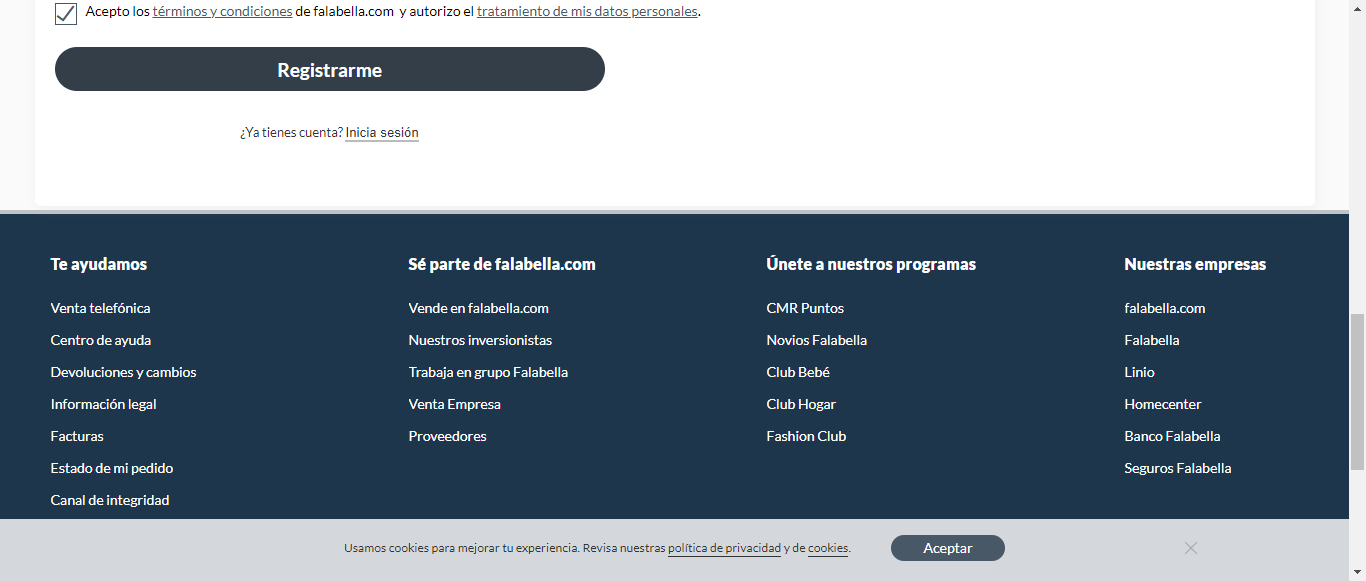 Acepto los términos y condiciones de falabella.com y autorizo el tratamiento de mis datos personales.
Registrarme
¿Ya tienes cuenta? Inicia sesión
Te ayudamos
Venta telefónica
Centro de ayuda
Devoluciones y cambios
Información legal
Facturas
Estado de mi pedido
Canal de integridad
Sé parte de falabella.com
Vende en falabella.com
Nuestros inversionistas
Trabaja en grupo Falabella
Venta Empresa
Proveedores
Únete a nuestros programas
CMR Puntos
Novios Falabella
Club Bebé
Club Hogar
Fashion Club
Nuestras empresas
falabella.com
Falabella
Linio
Homecenter
Banco Falabella
Seguros Falabella
Usamos cookies para mejorar tu experiencia. Revisa nuestras política de privacidad y de cookies.
Aceptar